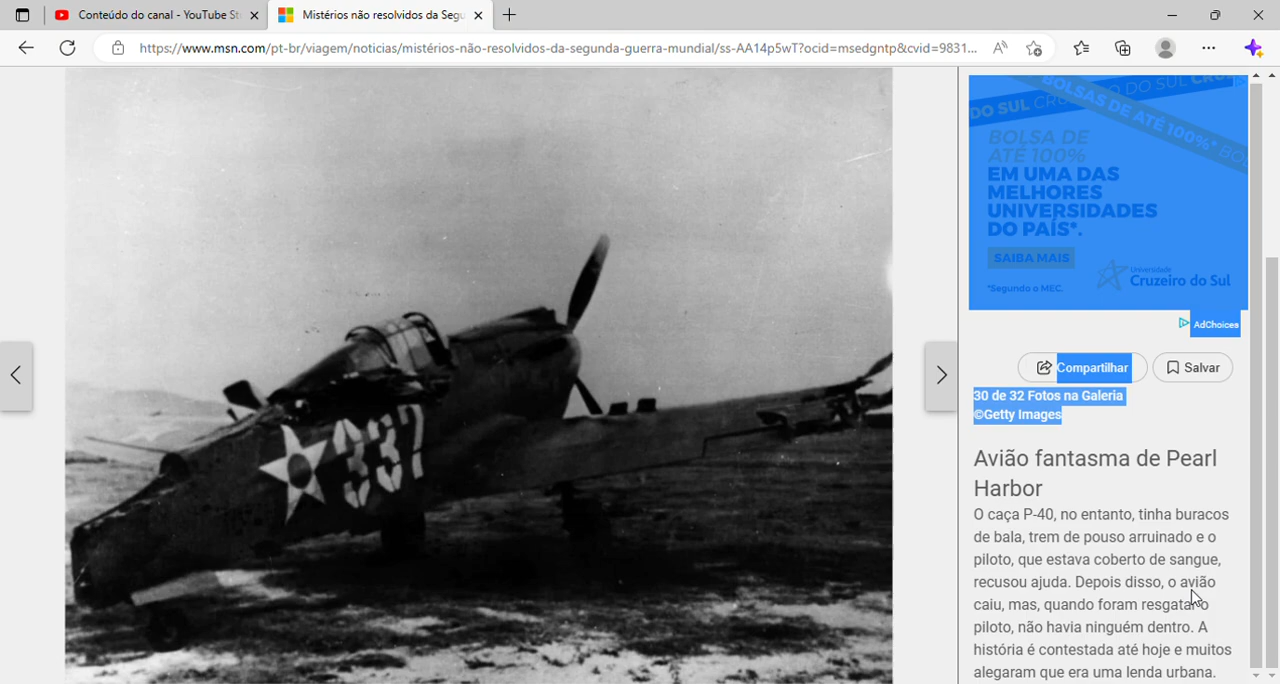 Conteúdo do canal - YouTube St
Mistérios não resolvidos da Segu
https://www.msn.com/pt-br/viagem/noticias/mistérios-não-resolvidos-da-segunda-guerra-mundial/ss-AA14p5wT?ocid=msedgntp&cvid=9831...
337
DO SUL CRUZEIRO DO SUL
BOLSAS DE ATÉ 100%*
BOLSA DE
ATÉ 100%
EM UMA DAS
MELHORES
UNIVERSIDADES
DO PAÍS*.
SAIBA MAIS
*Segundo o MEC.
Universidade
Cruzeiro do Sul
AdChoices
Compartilhar
Salvar
30 de 32 Fotos na Galeria
©Getty Images
Avião fantasma de Pearl
Harbor
O caça P-40, no entanto, tinha buracos
de bala, trem de pouso arruinado e o
piloto, que estava coberto de sangue,
recusou ajuda. Depois disso, o avião
caiu, mas, quando foram resgatar o
piloto, não havia ninguém dentro. A
história é contestada até hoje e muitos
alegaram que era uma lenda urbana.